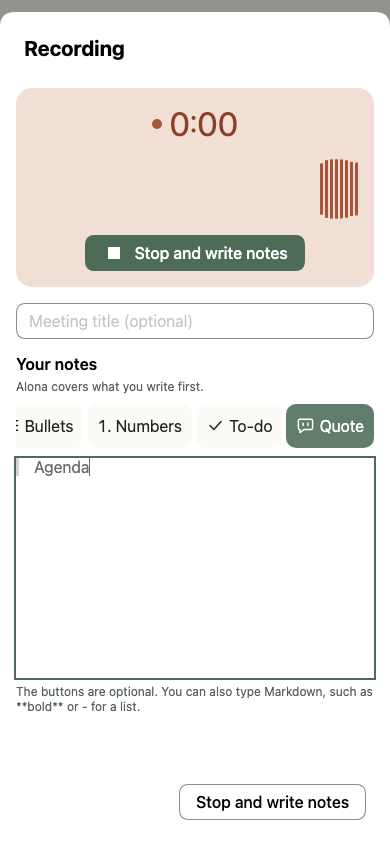 Recording
0:00
Stop and write notes
Meeting title (optional)
Your notes
Alona covers what you write first.
Bullets 1. Numbers To-do Quote
Agenda
The buttons are optional. You can also type Markdown, such as
**bold** or - for a list.
Stop and write notes